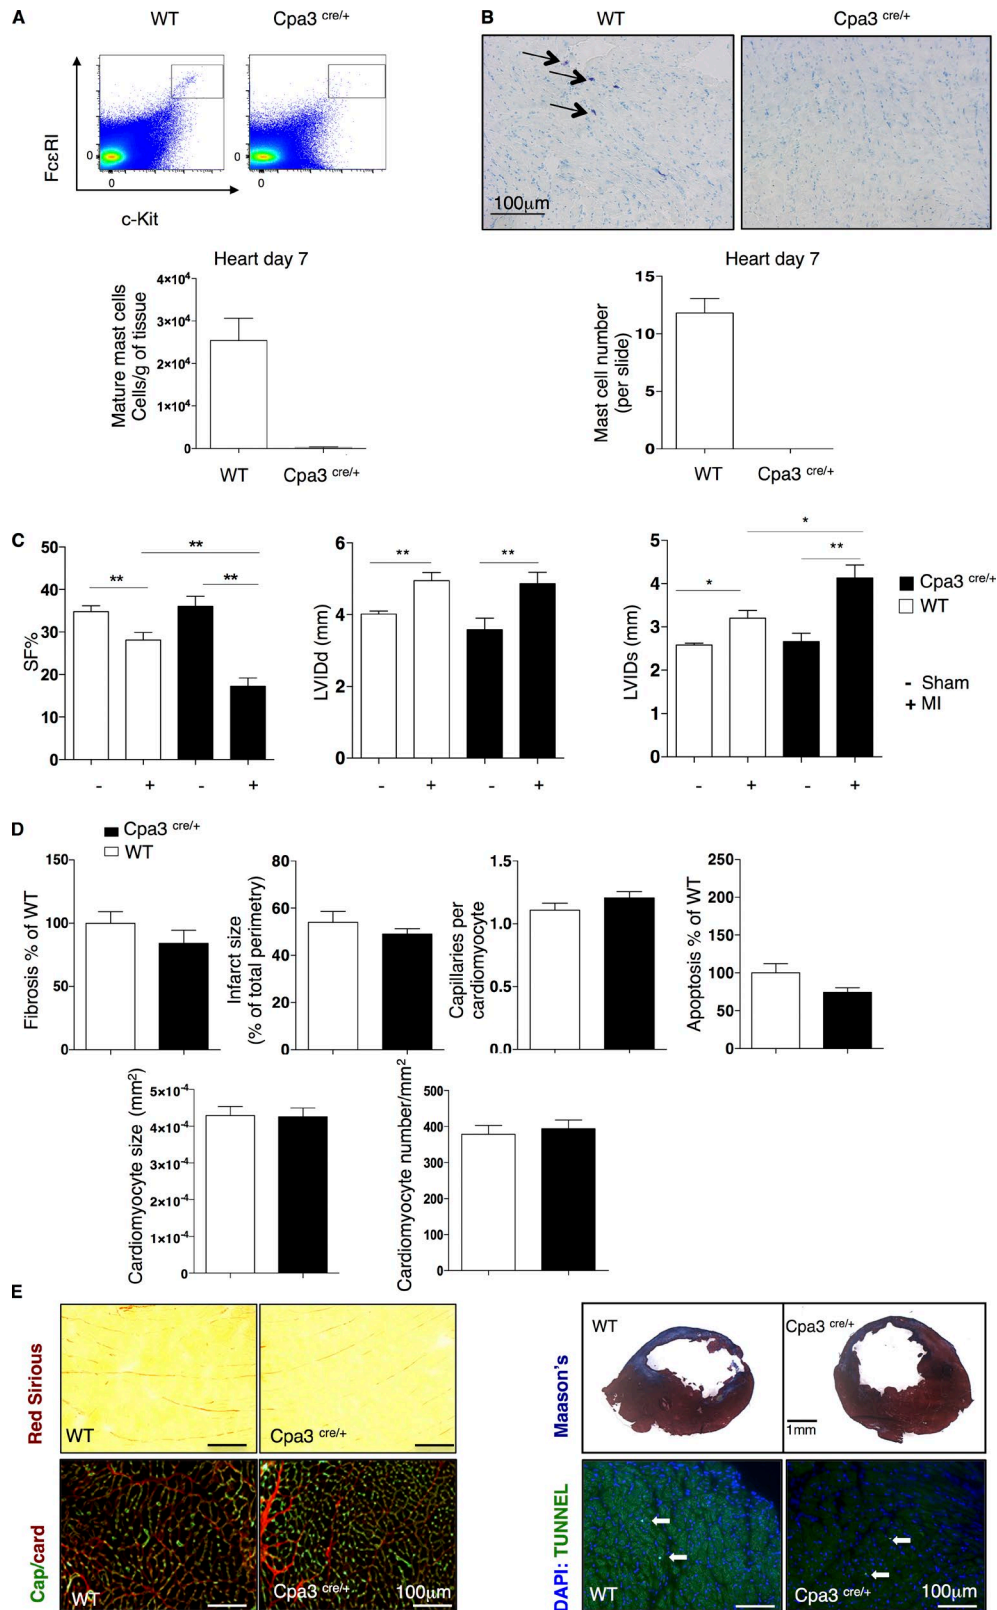 A
WT
Cpa3 cre/+
FcεRI
0
0
0
c-Kit
Heart day 7
Mature mast cells
Cells/g of tissue
4×10⁴
3×10⁴
2×10⁴
1×10⁴
0
WT
Cpa3 cre/+
B
WT
Cpa3 cre/+
100μm
Heart day 7
Mast cell number
(per slide)
15
10
5
0
WT
Cpa3 cre/+
C
SF%
50
40
30
20
10
0
**
**
**
- + - +
LVIDd (mm)
6
4
2
0
**
**
- + - +
LVIDs (mm)
5
4
3
2
1
0
*
*
**
- + - +
Cpa3 cre/+
WT
- Sham
+ MI
D
Cpa3 cre/+
WT
Fibrosis % of WT
150
100
50
0
Infarct size
(% of total perimetry)
80
60
40
20
0
Capillaries per
cardiomyocyte
1.5
1.0
0.5
0.0
Apoptosis % of WT
250
200
150
100
50
0
Cardiomyocyte size (mm²)
5×10⁻⁴
4×10⁻⁴
3×10⁻⁴
2×10⁻⁴
1×10⁻⁴
0
Cardiomyocyte number/mm²
500
400
300
200
100
0
E
Red Sirious
WT
Cpa3 cre/+
Cap/card
WT
Cpa3 cre/+
100μm
Maason's
WT
Cpa3 cre/+
1mm
DAPI: TUNNEL
WT
Cpa3 cre/+
100μm